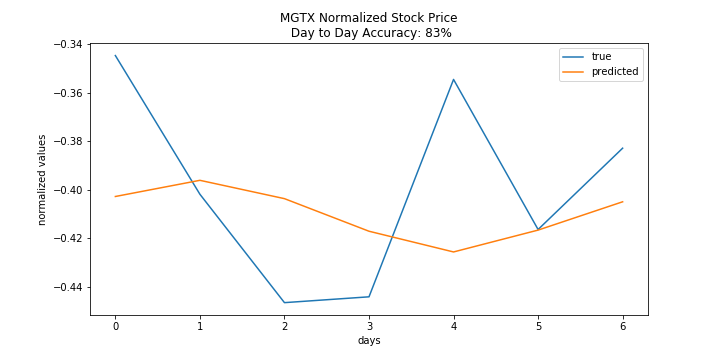 MGTX Normalized Stock Price
Day to Day Accuracy: 83%
true
predicted
normalized values
−0.34
−0.36
−0.38
−0.40
−0.42
−0.44
0 1 2 3 4 5 6
days